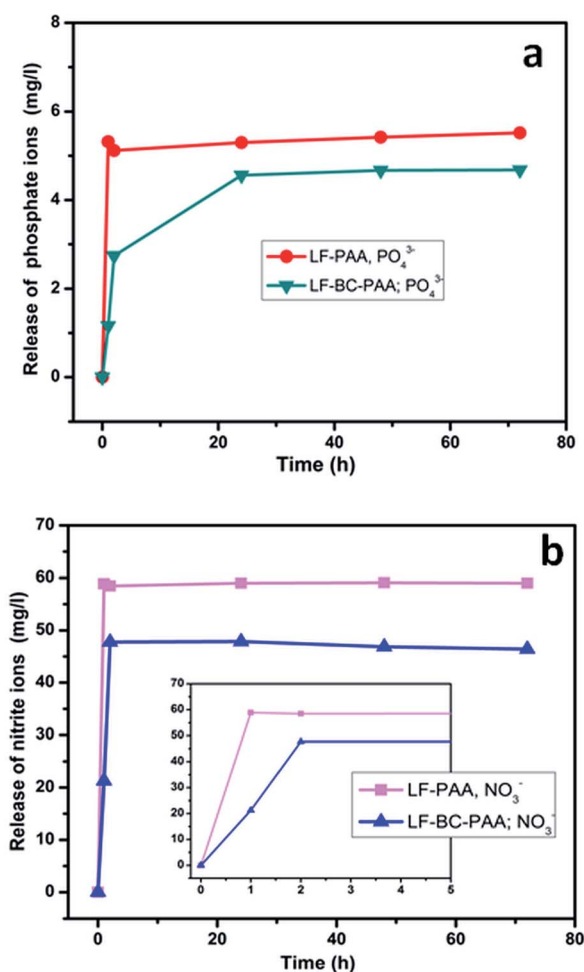 a
Release of phosphate ions (mg/l)
8
6
4
2
0
LF-PAA, PO₄³⁻
LF-BC-PAA; PO₄³⁻
0 20 40 60 80
Time (h)
b
Release of nitrite ions (mg/l)
70
60
50
40
30
20
10
0
70
60
50
40
30
20
10
0
0 1 2 3 4 5
LF-PAA, NO₃⁻
LF-BC-PAA; NO₃⁻
0 20 40 60 80
Time (h)